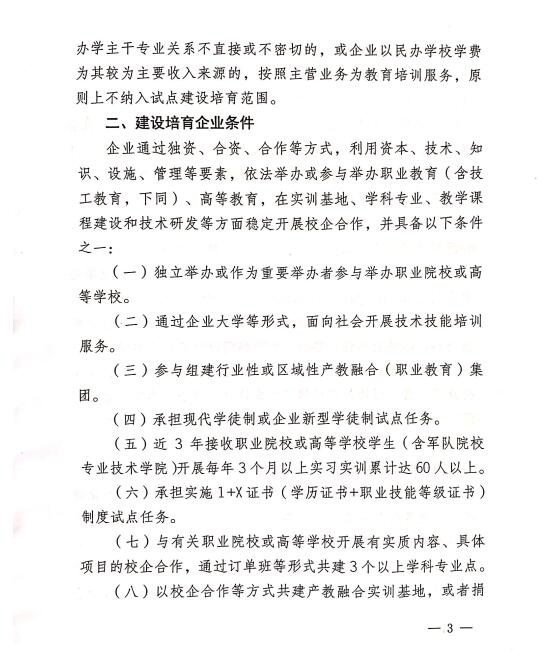 办学主干专业关系不直接或不密切的，或企业以民办学校学费
为其较为主要收入来源的，按照主营业务为教育培训服务，原
则上不纳入试点建设培育范围。
二、建设培育企业条件
企业通过独资、合资、合作等方式，利用资本、技术、知
识、设施、管理等要素，依法举办或参与举办职业教育（含技
工教育，下同）、高等教育，在实训基地、学科专业、教学课
程建设和技术研发等方面稳定开展校企合作，并具备以下条件
之一：
（一）独立举办或作为重要举办者参与举办职业院校或高
等学校。
（二）通过企业大学等形式，面向社会开展技术技能培训
服务。
（三）参与组建行业性或区域性产教融合（职业教育）集
团。
（四）承担现代学徒制或企业新型学徒制试点任务。
（五）近 3 年接收职业院校或高等学校学生（含军队院校
专业技术学院）开展每年3个月以上实习实训累计达60人以上。
（六）承担实施1+X证书（学历证书+职业技能等级证书）
制度试点任务。
（七）与有关职业院校或高等学校开展有实质内容、具体
项目的校企合作，通过订单班等形式共建3个以上学科专业点。
（八）以校企合作等方式共建产教融合实训基地，或者捐
— 3 —